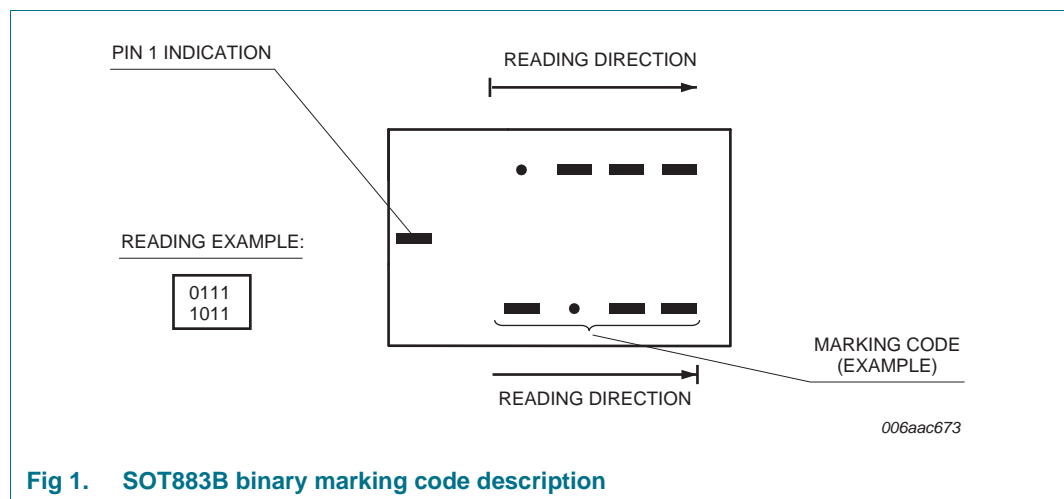 PIN 1 INDICATION
READING DIRECTION
READING EXAMPLE:
0111
1011
MARKING CODE
(EXAMPLE)
READING DIRECTION
006aac673
Fig 1. SOT883B binary marking code description